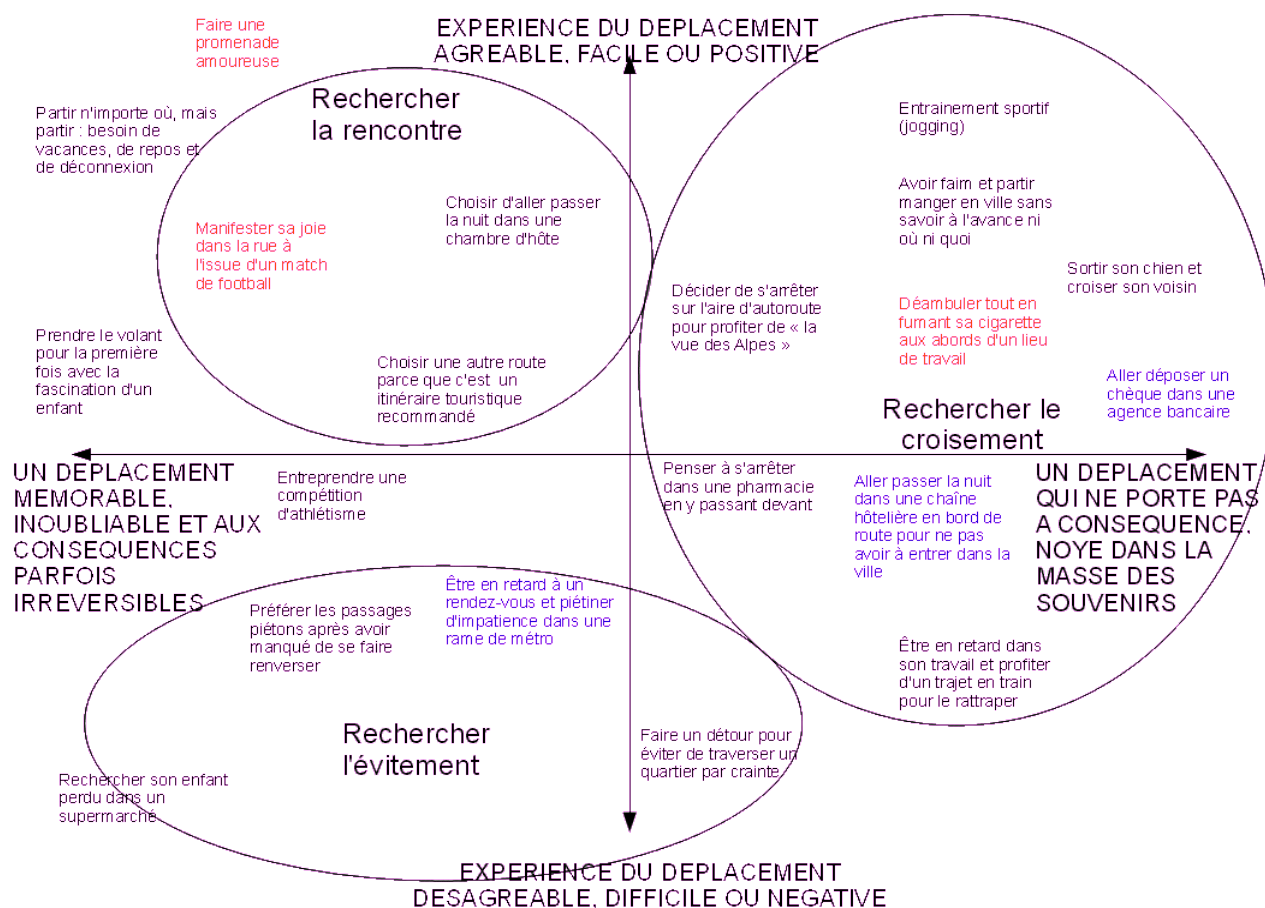 EXPERIENCE DU DEPLACEMENT
AGREABLE, FACILE OU POSITIVE
Faire une
promenade
amoureuse
Partir n'importe où, mais
partir : besoin de
vacances, de repos et
de déconnexion
Rechercher
la rencontre
Choisir d'aller passer
la nuit dans une
chambre d'hôte
Manifester sa joie
dans la rue à
l'issue d'un match
de football
Prendre le volant
pour la première
fois avec la
fascination d'un
enfant
Choisir une autre route
parce que c'est un
itinéraire touristique
recommandé
Entrainement sportif
(jogging)
Avoir faim et partir
manger en ville sans
savoir à l'avance ni
où ni quoi
Sortir son chien et
croiser son voisin
Décider de s'arrêter
sur l'aire d'autoroute
pour profiter de « la
vue des Alpes »
Déambuler tout en
fumant sa cigarette
aux abords d'un lieu
de travail
Aller déposer un
chèque dans une
agence bancaire
Rechercher le
croisement
UN DEPLACEMENT
MEMORABLE,
INOUBLIABLE ET AUX
CONSEQUENCES
PARFOIS
IRREVERSIBLES
Entreprendre une
compétition
d'athlétisme
Penser à s'arrêter
dans une pharmacie
en y passant devant
Aller passer la nuit
dans une chaîne
hôtelière en bord de
route pour ne pas
avoir à entrer dans la
ville
UN DEPLACEMENT
QUI NE PORTE PAS
A CONSEQUENCE,
NOYE DANS LA
MASSE DES
SOUVENIRS
Préférer les passages
piétons après avoir
manqué de se faire
renverser
Être en retard à un
rendez-vous et piétiner
d'impatience dans une
rame de métro
Être en retard dans
son travail et profiter
d'un trajet en train
pour le rattraper
Rechercher
l'évitement
Faire un détour pour
éviter de traverser un
quartier par crainte
Rechercher son enfant
perdu dans un
supermarché
EXPERIENCE DU DEPLACEMENT
DESAGREABLE, DIFFICILE OU NEGATIVE